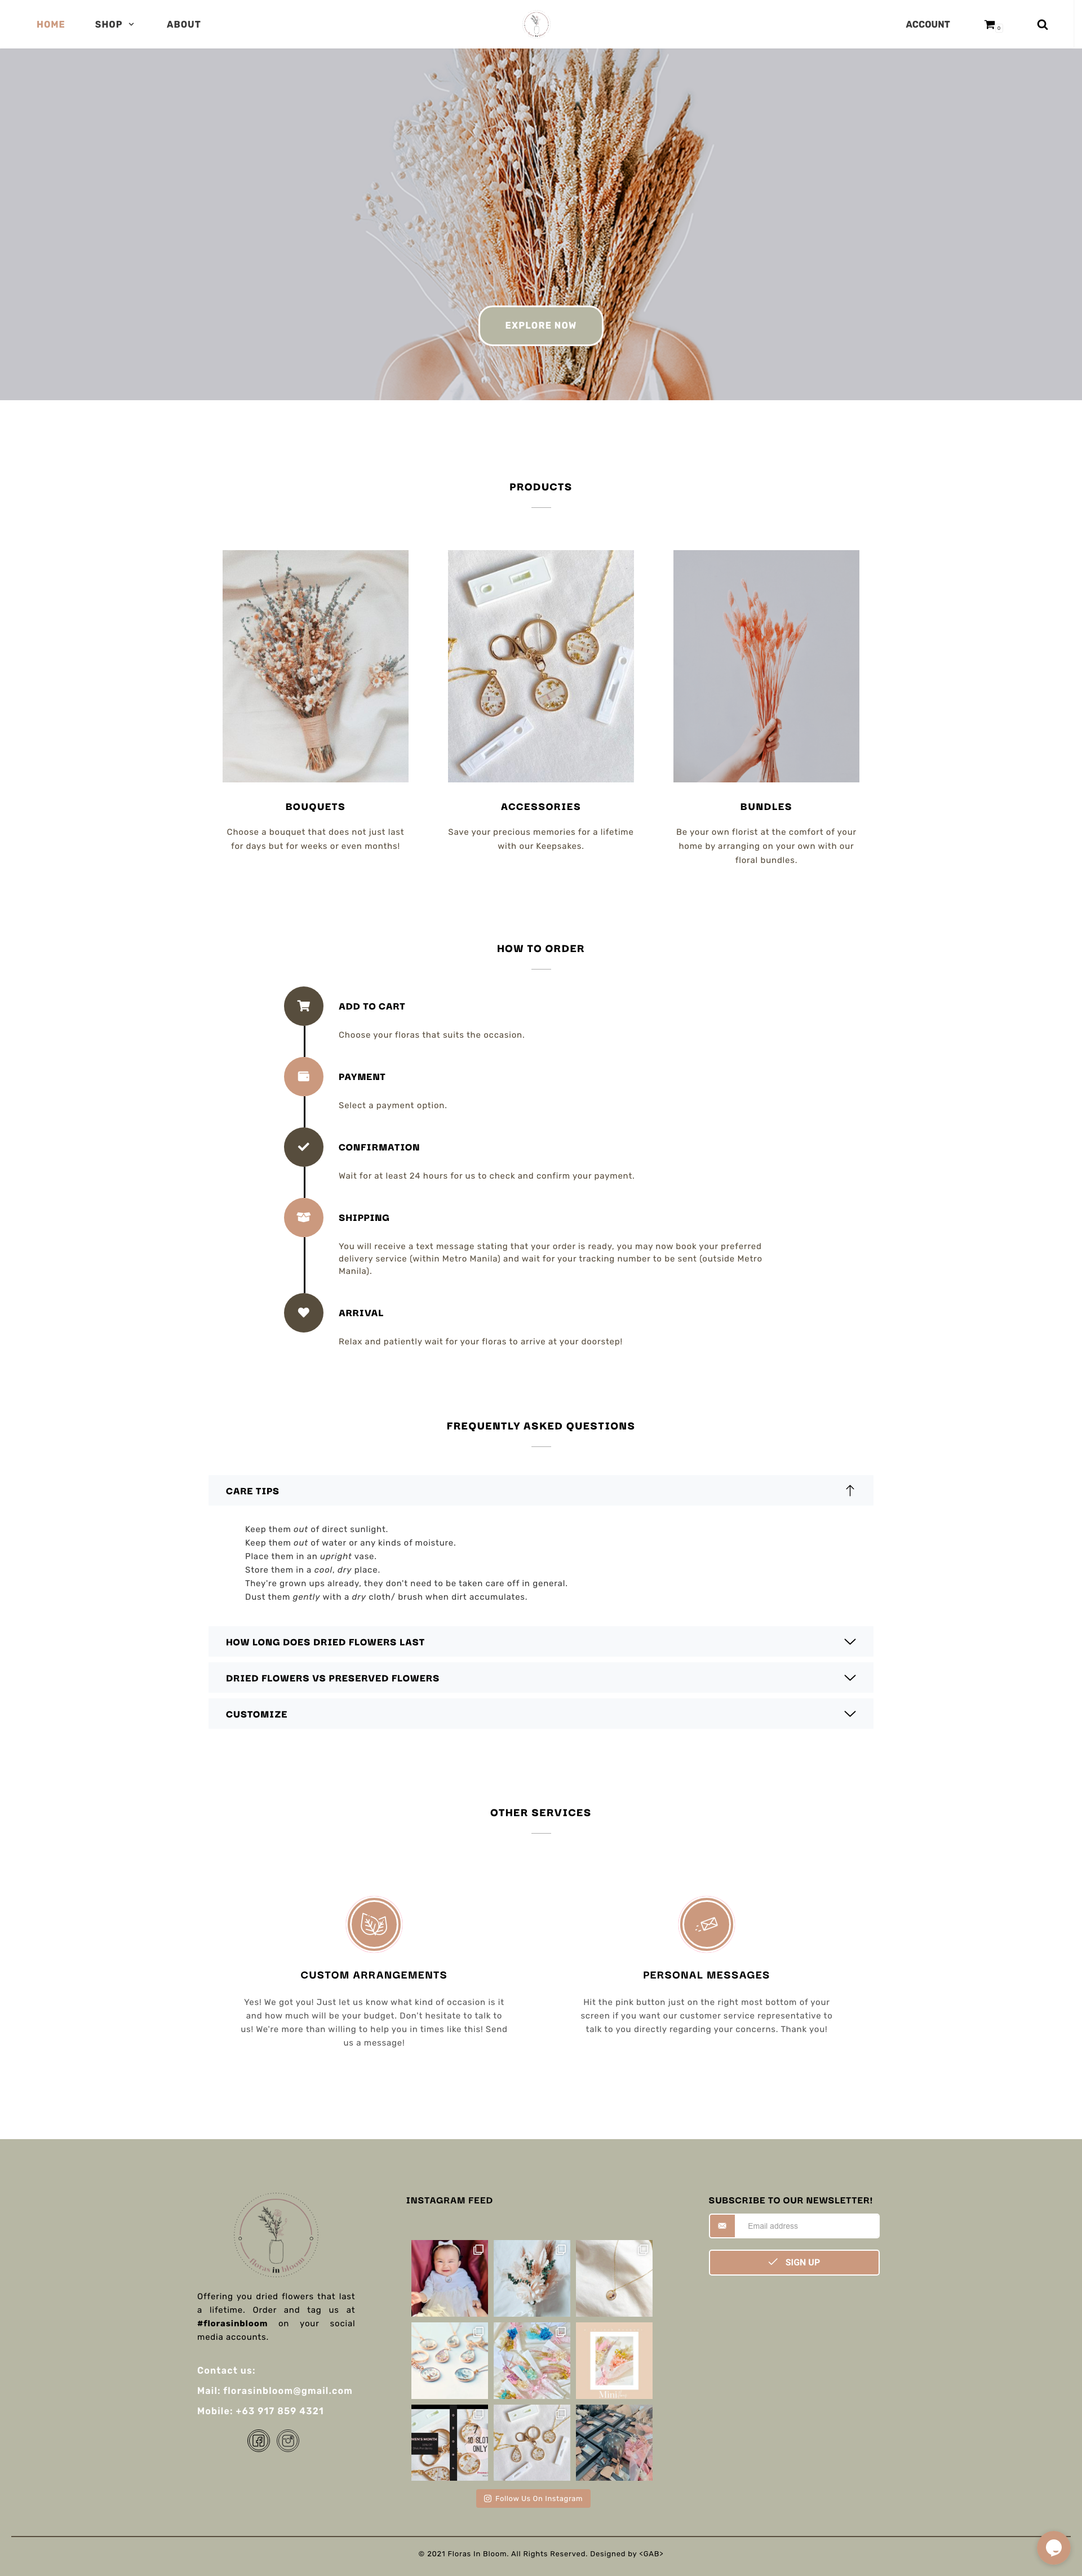 HOME
SHOP
ABOUT
ACCOUNT
0
EXPLORE NOW
PRODUCTS
BOUQUETS
Choose a bouquet that does not just last
for days but for weeks or even months!
ACCESSORIES
Save your precious memories for a lifetime
with our Keepsakes.
BUNDLES
Be your own florist at the comfort of your
home by arranging on your own with our
floral bundles.
HOW TO ORDER
ADD TO CART
Choose your floras that suits the occasion.
PAYMENT
Select a payment option.
CONFIRMATION
Wait for at least 24 hours for us to check and confirm your payment.
SHIPPING
You will receive a text message stating that your order is ready, you may now book your preferred
delivery service (within Metro Manila) and wait for your tracking number to be sent (outside Metro
Manila).
ARRIVAL
Relax and patiently wait for your floras to arrive at your doorstep!
FREQUENTLY ASKED QUESTIONS
CARE TIPS
Keep them out of direct sunlight.
Keep them out of water or any kinds of moisture.
Place them in an upright vase.
Store them in a cool, dry place.
They're grown ups already, they don't need to be taken care off in general.
Dust them gently with a dry cloth/ brush when dirt accumulates.
HOW LONG DOES DRIED FLOWERS LAST
DRIED FLOWERS VS PRESERVED FLOWERS
CUSTOMIZE
OTHER SERVICES
CUSTOM ARRANGEMENTS
Yes! We got you! Just let us know what kind of occasion is it
and how much will be your budget. Don't hesitate to talk to
us! We're more than willing to help you in times like this! Send
us a message!
PERSONAL MESSAGES
Hit the pink button just on the right most bottom of your
screen if you want our customer service representative to
talk to you directly regarding your concerns. Thank you!
floras in bloom
Offering you dried flowers that last
a lifetime. Order and tag us at
#florasinbloom on your social
media accounts.
Contact us:
Mail: florasinbloom@gmail.com
Mobile: +63 917 859 4321
INSTAGRAM FEED
10 SLOT
ONLY
Follow Us On Instagram
SUBSCRIBE TO OUR NEWSLETTER!
Email address
SIGN UP
© 2021 Floras In Bloom. All Rights Reserved. Designed by <GAB>